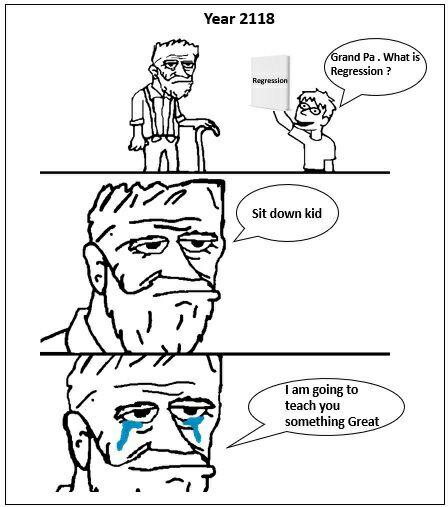 Year 2118
Grand Pa . What is
Regression ?
Regression
Sit down kid
I am going to
teach you
something Great